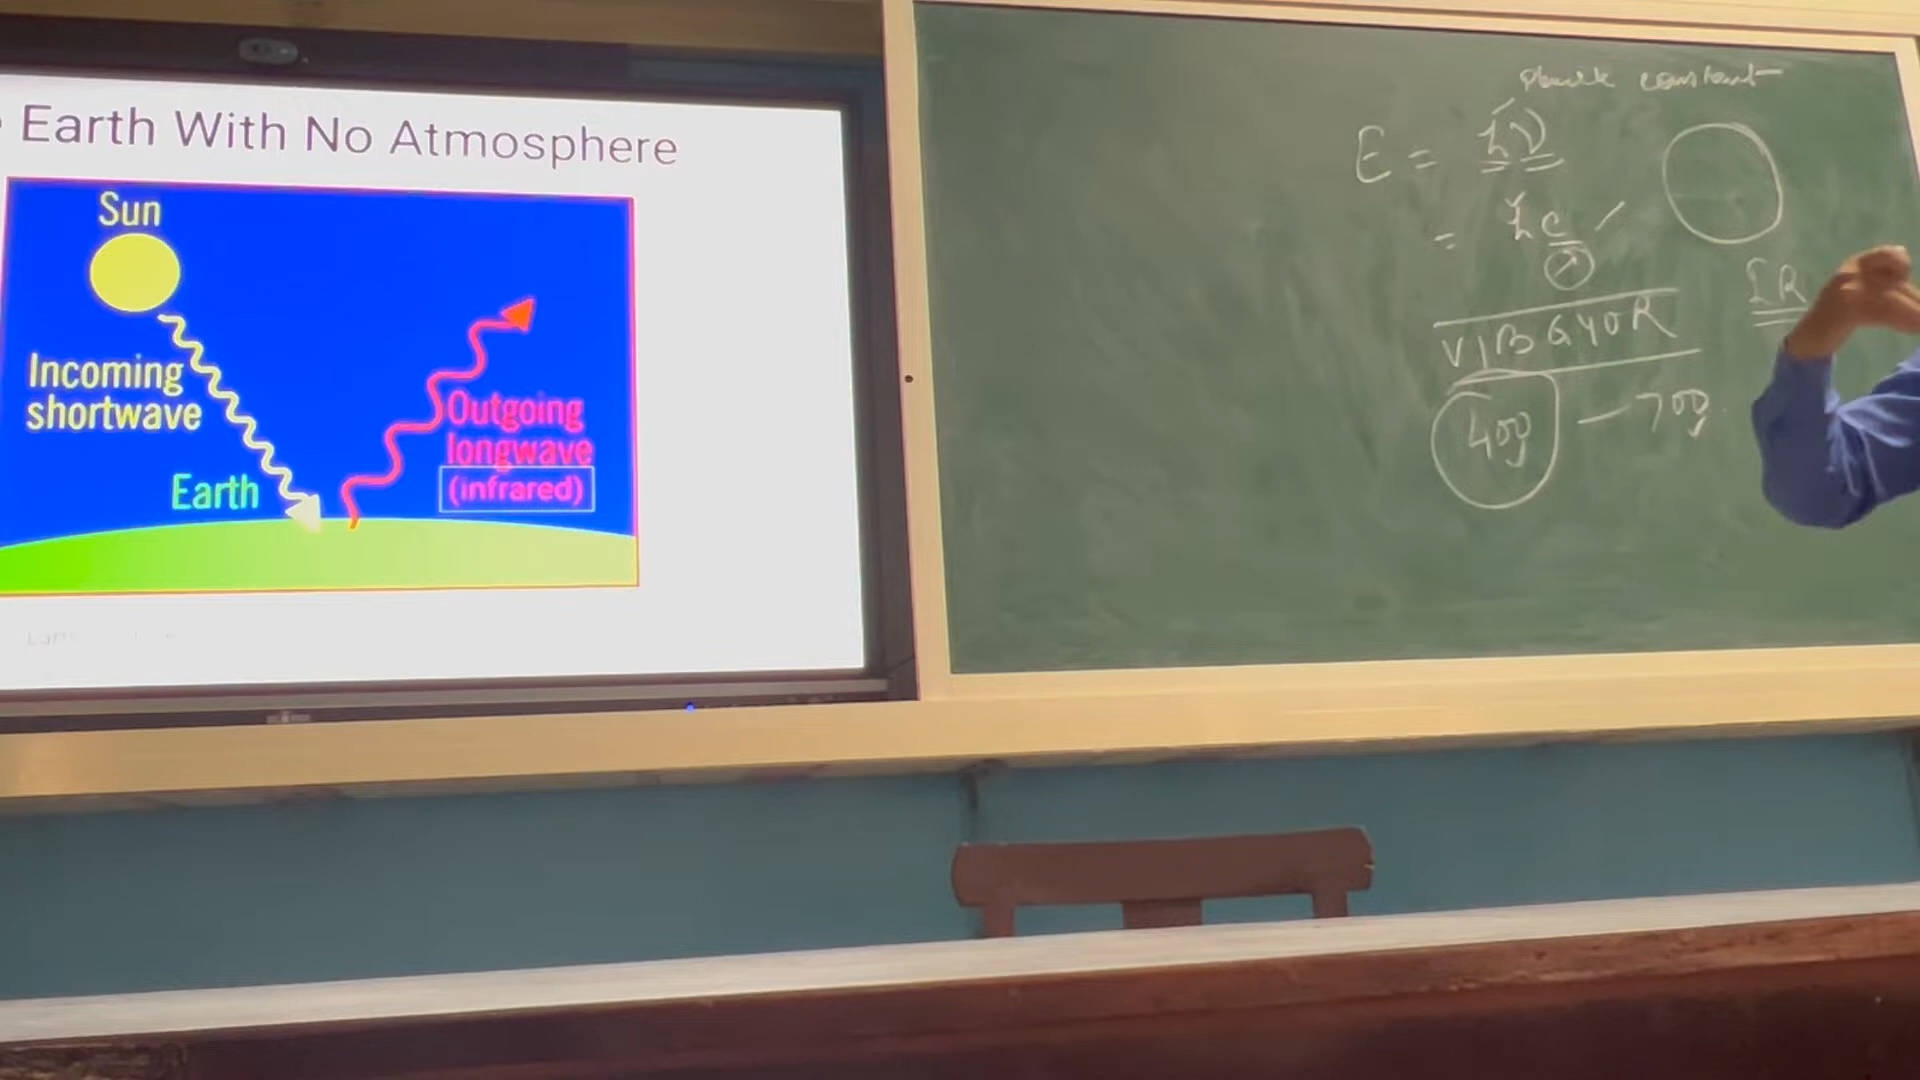 Earth With No Atmosphere
Sun
Incoming
shortwave
Earth
Outgoing
longwave
(infrared)
planck constant
E = hν
= hc
λ
VIBGYOR
IR
400 – 700